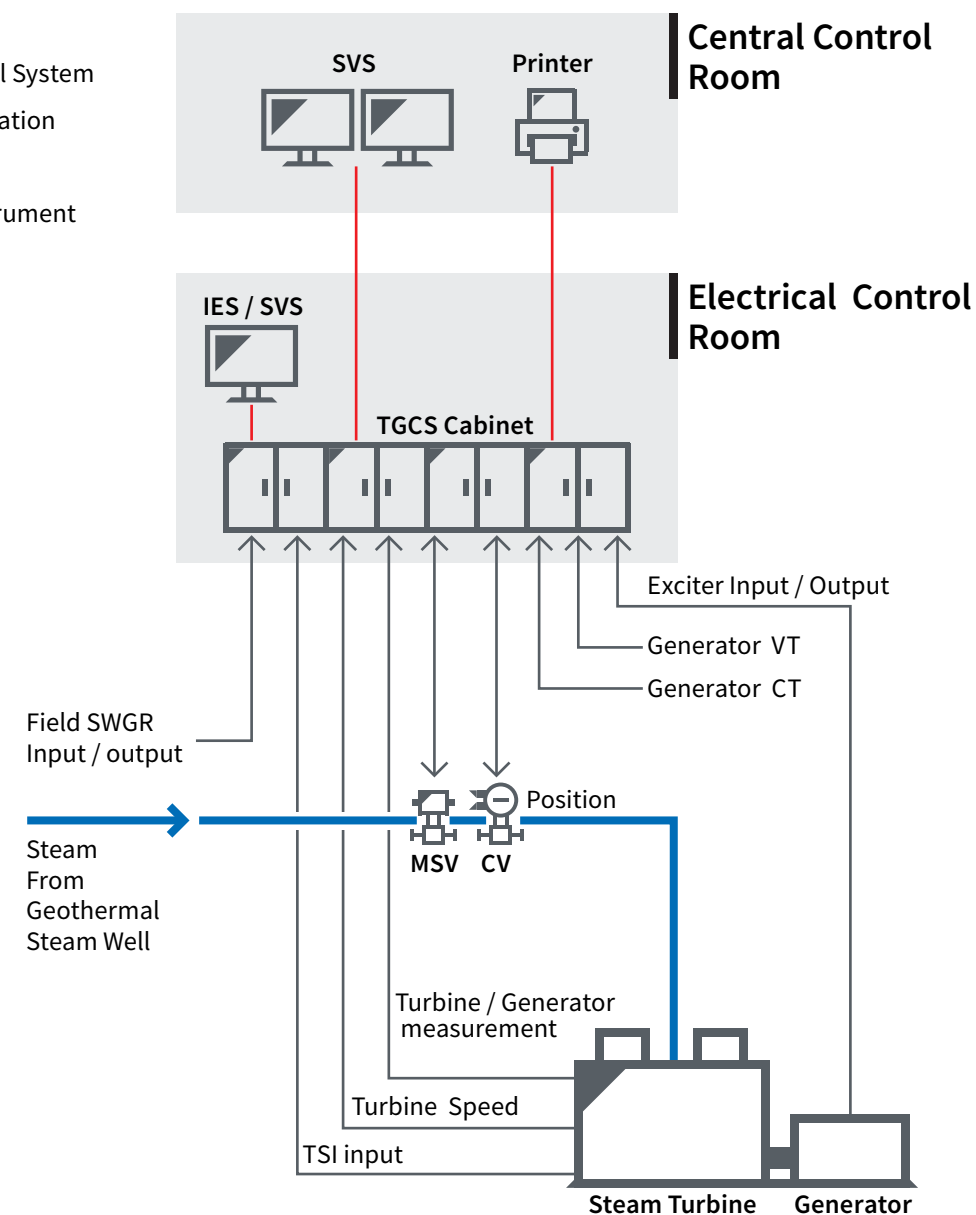 l System
ation
rument
SVS
Printer
Central Control
Room
IES / SVS
Electrical Control
Room
TGCS Cabinet
Exciter Input / Output
Generator VT
Generator CT
Field SWGR
Input / output
Position
MSV
CV
Steam
From
Geothermal
Steam Well
Turbine / Generator
measurement
Turbine Speed
TSI input
Steam Turbine
Generator